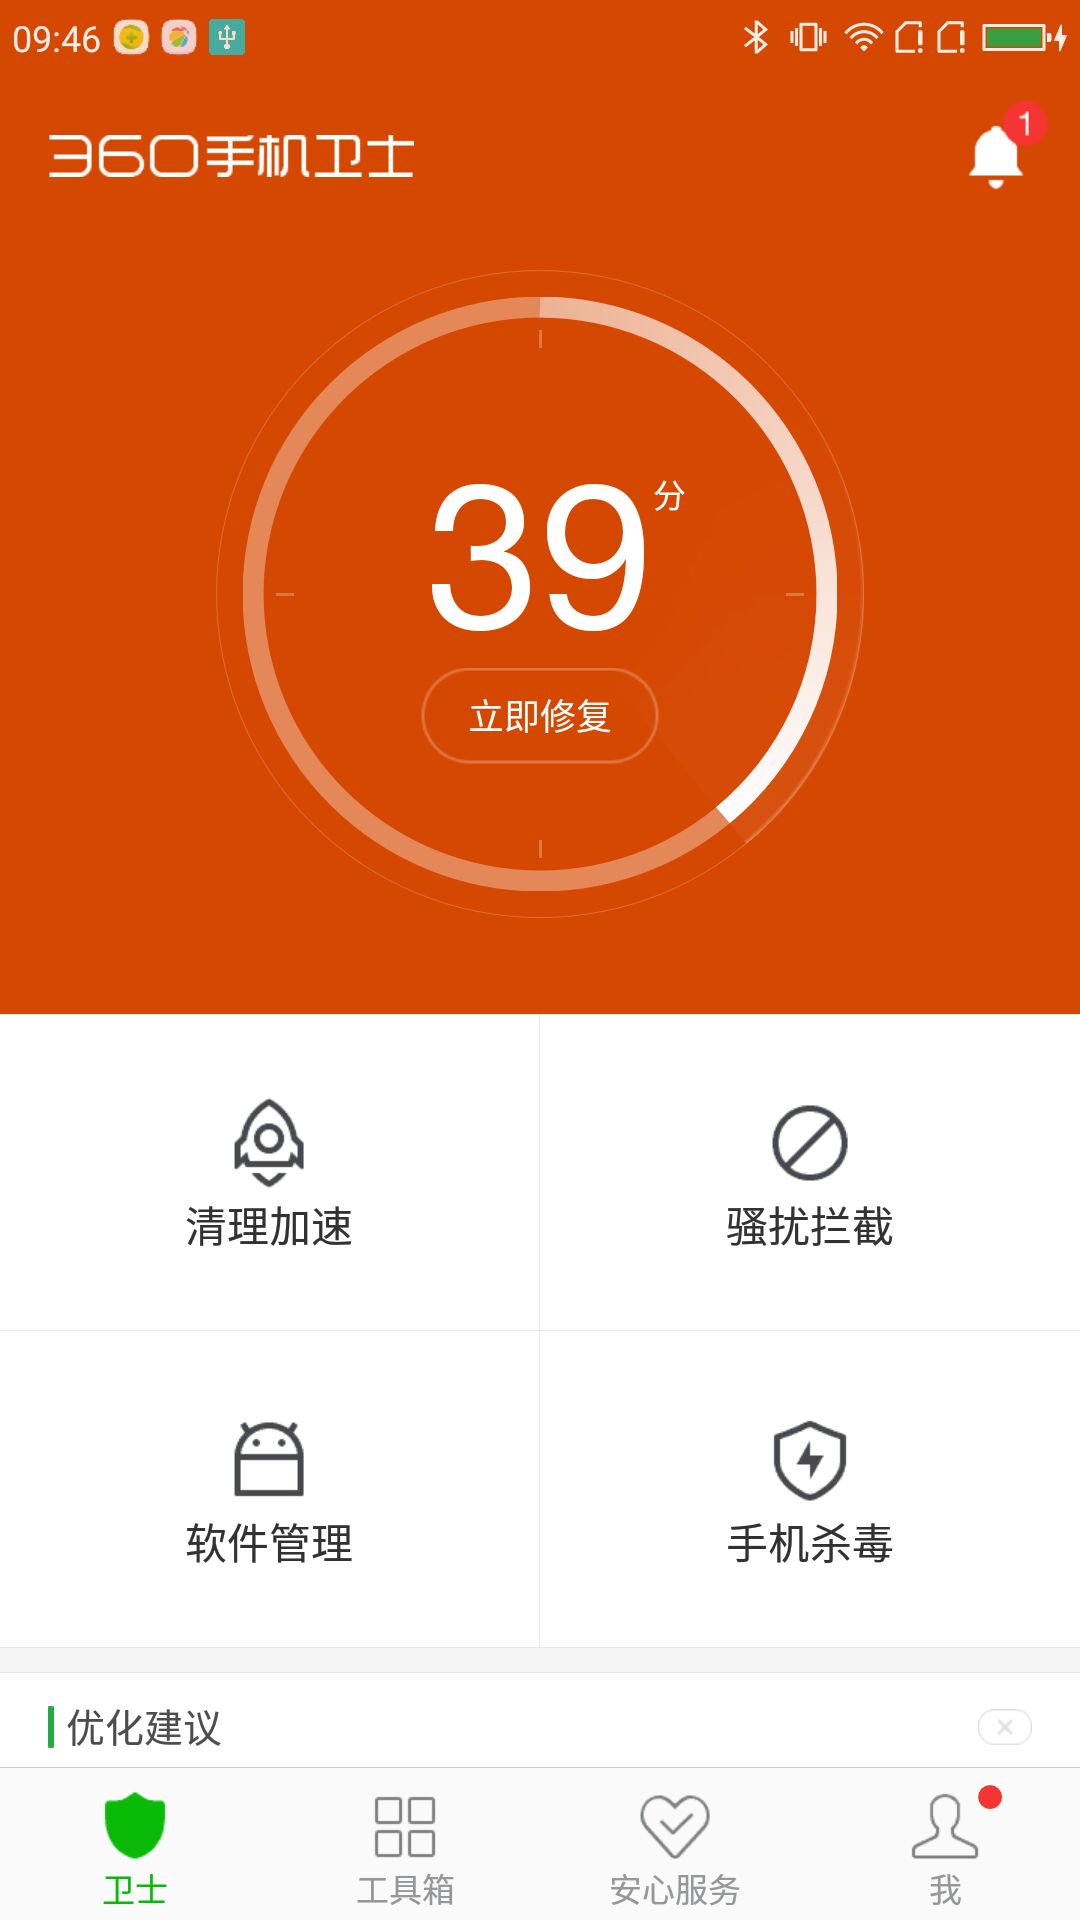 09:46
360手机卫士
1
39分
立即修复
清理加速
骚扰拦截
软件管理
手机杀毒
优化建议
卫士
工具箱
安心服务
我